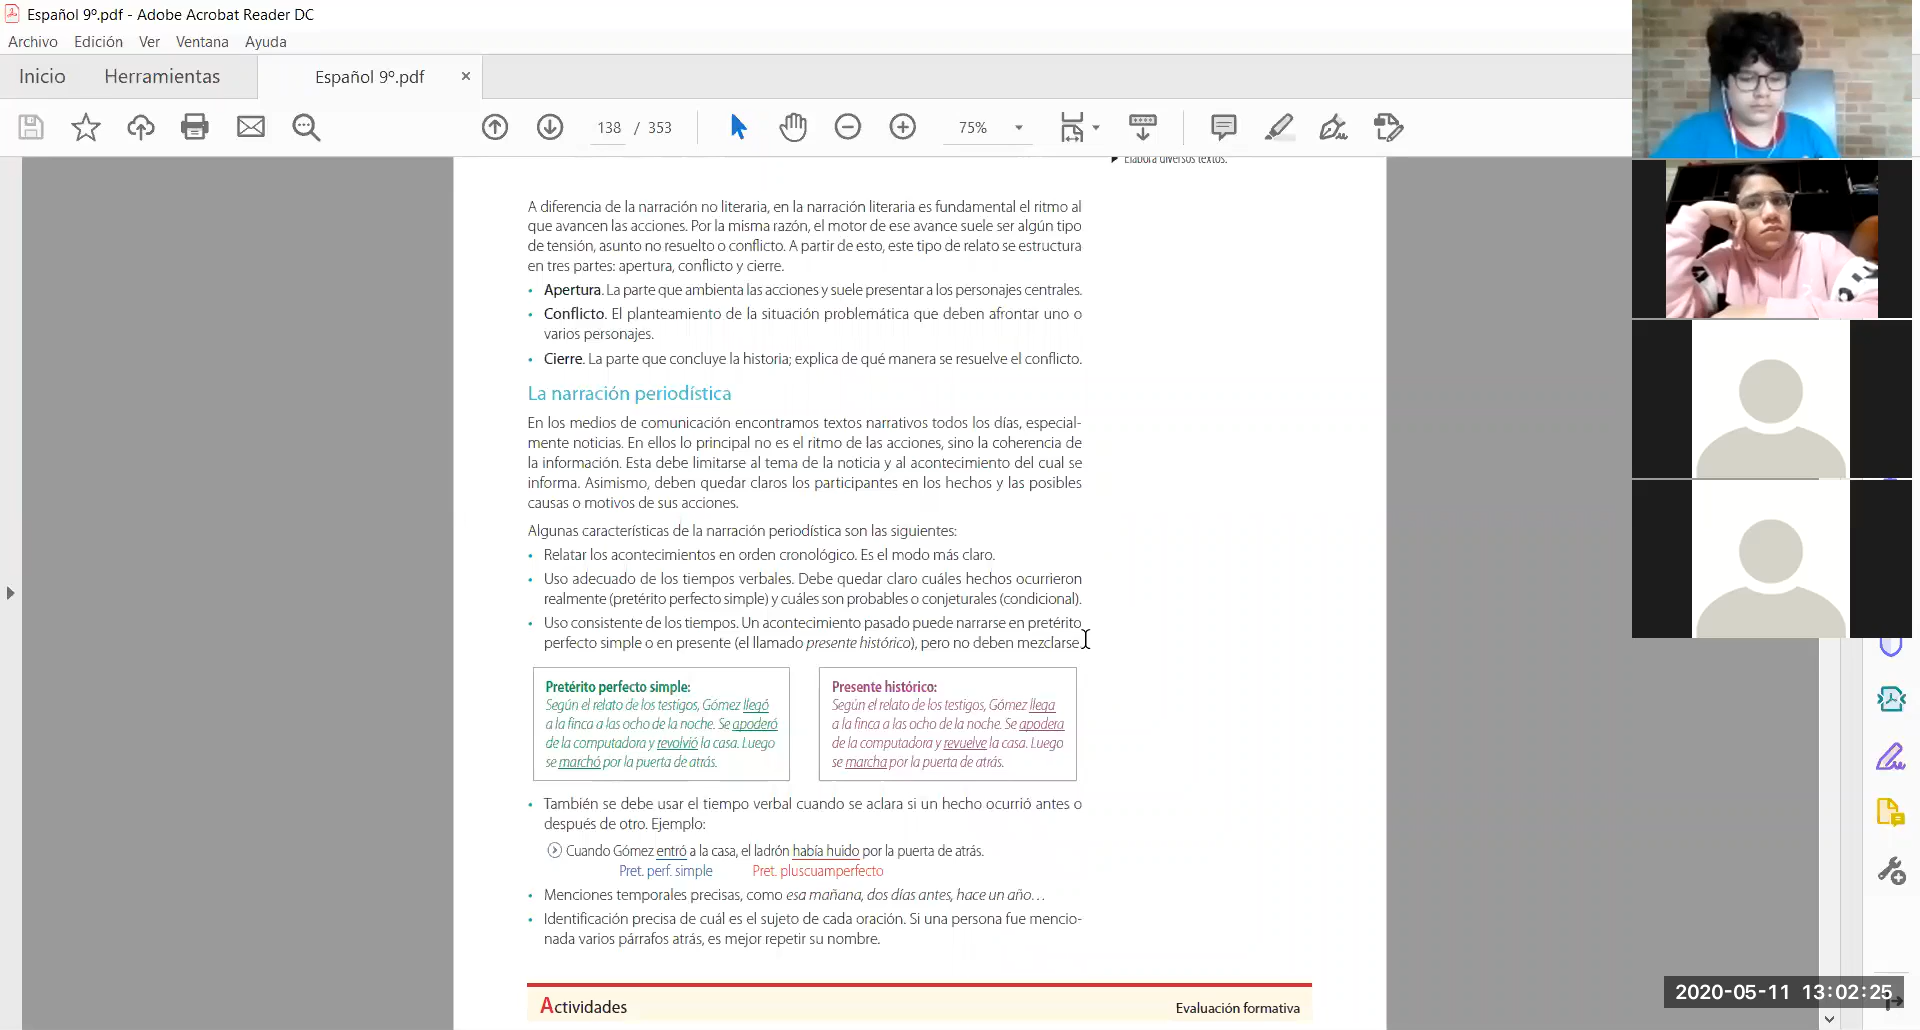 Español 9º.pdf - Adobe Acrobat Reader DC
Archivo Edición Ver Ventana Ayuda
Inicio Herramientas Español 9º.pdf ×
138 / 353 75%
Elabora diversos textos.
A diferencia de la narración no literaria, en la narración literaria es fundamental el ritmo al
que avancen las acciones. Por la misma razón, el motor de ese avance suele ser algún tipo
de tensión, asunto no resuelto o conflicto. A partir de esto, este tipo de relato se estructura
en tres partes: apertura, conflicto y cierre.
• Apertura. La parte que ambienta las acciones y suele presentar a los personajes centrales.
• Conflicto. El planteamiento de la situación problemática que deben afrontar uno o
varios personajes.
• Cierre. La parte que concluye la historia; explica de qué manera se resuelve el conflicto.
La narración periodística
En los medios de comunicación encontramos textos narrativos todos los días, especial-
mente noticias. En ellos lo principal no es el ritmo de las acciones, sino la coherencia de
la información. Esta debe limitarse al tema de la noticia y al acontecimiento del cual se
informa. Asimismo, deben quedar claros los participantes en los hechos y las posibles
causas o motivos de sus acciones.
Algunas características de la narración periodística son las siguientes:
• Relatar los acontecimientos en orden cronológico. Es el modo más claro.
• Uso adecuado de los tiempos verbales. Debe quedar claro cuáles hechos ocurrieron
realmente (pretérito perfecto simple) y cuáles son probables o conjeturales (condicional).
• Uso consistente de los tiempos. Un acontecimiento pasado puede narrarse en pretérito
perfecto simple o en presente (el llamado presente histórico), pero no deben mezclarse.
Pretérito perfecto simple:
Según el relato de los testigos, Gómez llegó
a la finca a las ocho de la noche. Se apoderó
de la computadora y revolvió la casa. Luego
se marchó por la puerta de atrás.
Presente histórico:
Según el relato de los testigos, Gómez llega
a la finca a las ocho de la noche. Se apodera
de la computadora y revuelve la casa. Luego
se marcha por la puerta de atrás.
• También se debe usar el tiempo verbal cuando se aclara si un hecho ocurrió antes o
después de otro. Ejemplo:
Cuando Gómez entró a la casa, el ladrón había huido por la puerta de atrás.
Pret. perf. simple Pret. pluscuamperfecto
• Menciones temporales precisas, como esa mañana, dos días antes, hace un año…
• Identificación precisa de cuál es el sujeto de cada oración. Si una persona fue mencio-
nada varios párrafos atrás, es mejor repetir su nombre.
Actividades Evaluación formativa
2020-05-11 13:02:25